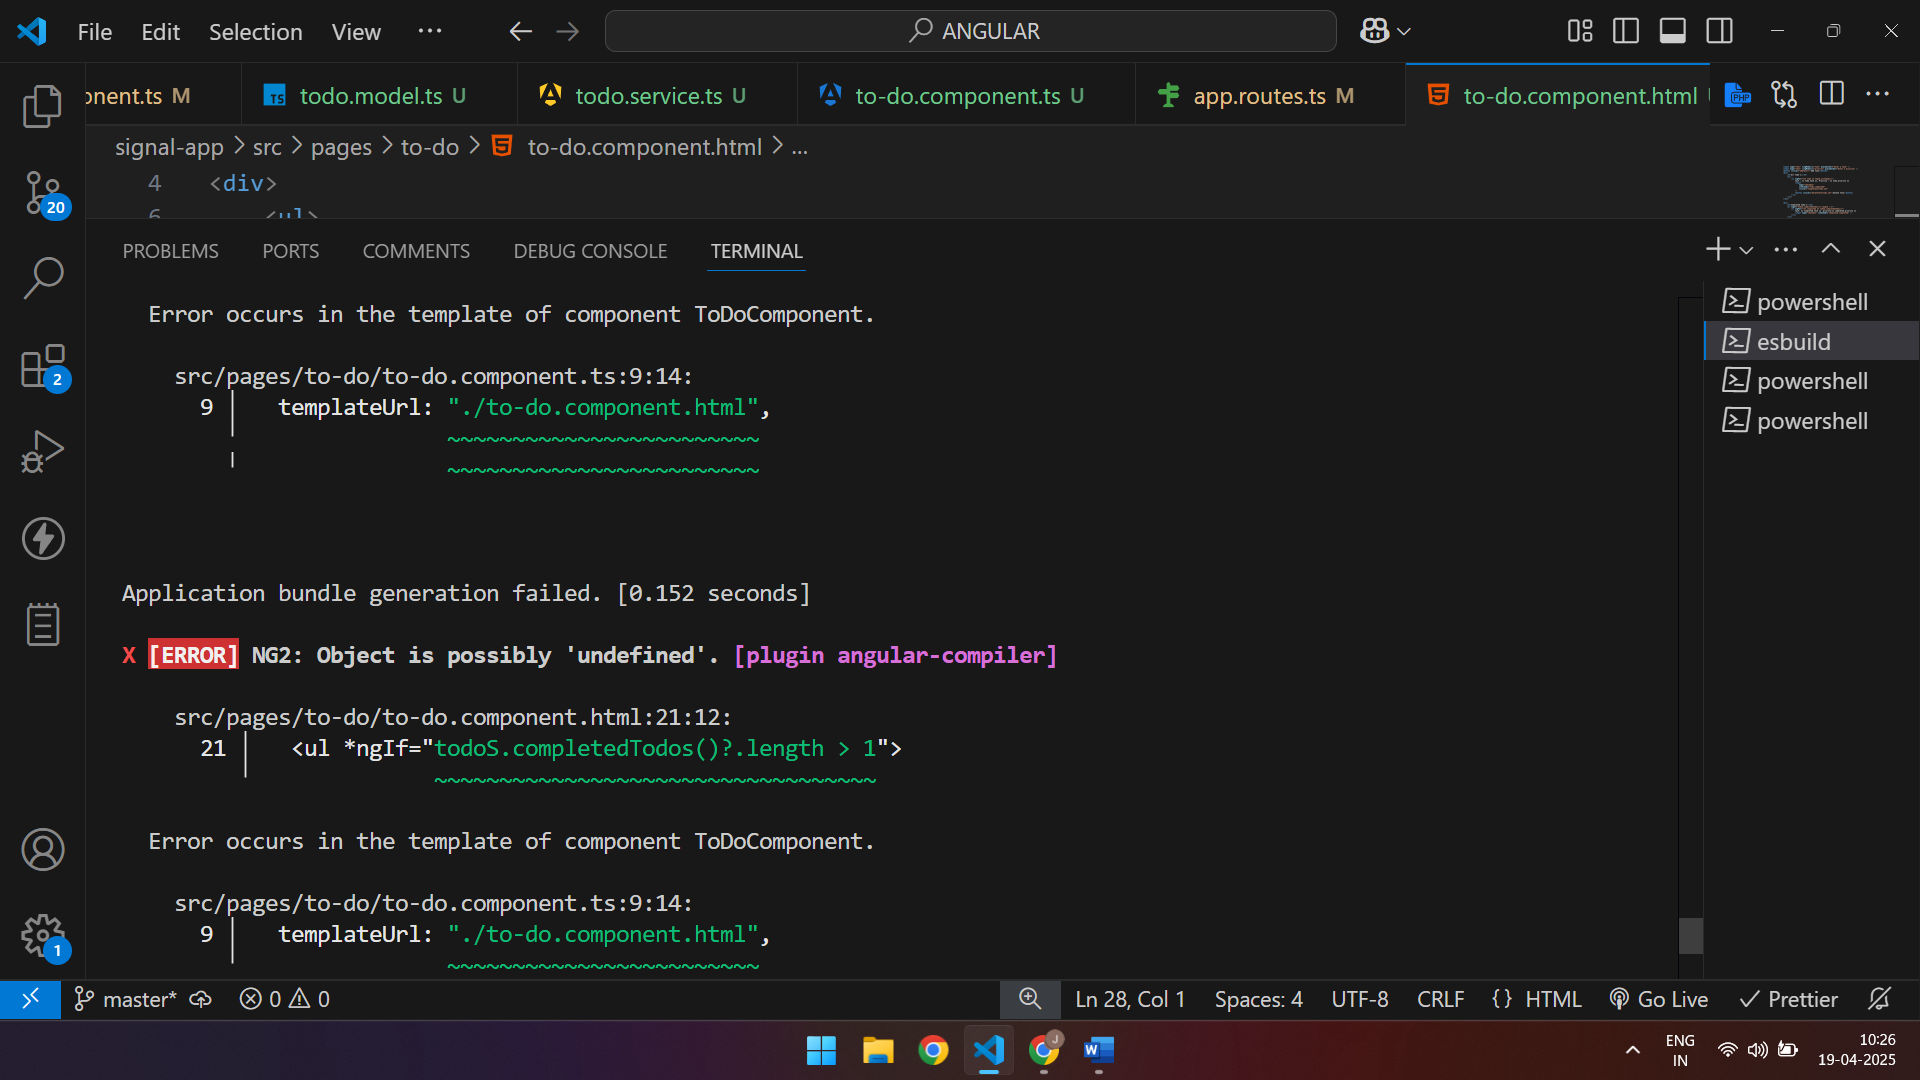 File Edit Selection View ···
ANGULAR
onent.ts M
todo.model.ts U
todo.service.ts U
to-do.component.ts U
app.routes.ts M
to-do.component.html
signal-app > src > pages > to-do > to-do.component.html > ...
4 <div>
6 <ul>
PROBLEMS PORTS COMMENTS DEBUG CONSOLE TERMINAL
powershell
esbuild
powershell
powershell
Error occurs in the template of component ToDoComponent.
src/pages/to-do/to-do.component.ts:9:14:
9 │ templateUrl: "./to-do.component.html",
~~~~~~~~~~~~~~~~~~~~~~~~
~~~~~~~~~~~~~~~~~~~~~~~~
Application bundle generation failed. [0.152 seconds]
X [ERROR] NG2: Object is possibly 'undefined'. [plugin angular-compiler]
src/pages/to-do/to-do.component.html:21:12:
21 │ <ul *ngIf="todoS.completedTodos()?.length > 1">
~~~~~~~~~~~~~~~~~~~~~~~~~~~~~~~~~~
Error occurs in the template of component ToDoComponent.
src/pages/to-do/to-do.component.ts:9:14:
9 │ templateUrl: "./to-do.component.html",
~~~~~~~~~~~~~~~~~~~~~~~~
20
2
1
master* 0 0
Ln 28, Col 1 Spaces: 4 UTF-8 CRLF {} HTML Go Live Prettier
ENG
IN
10:26
19-04-2025